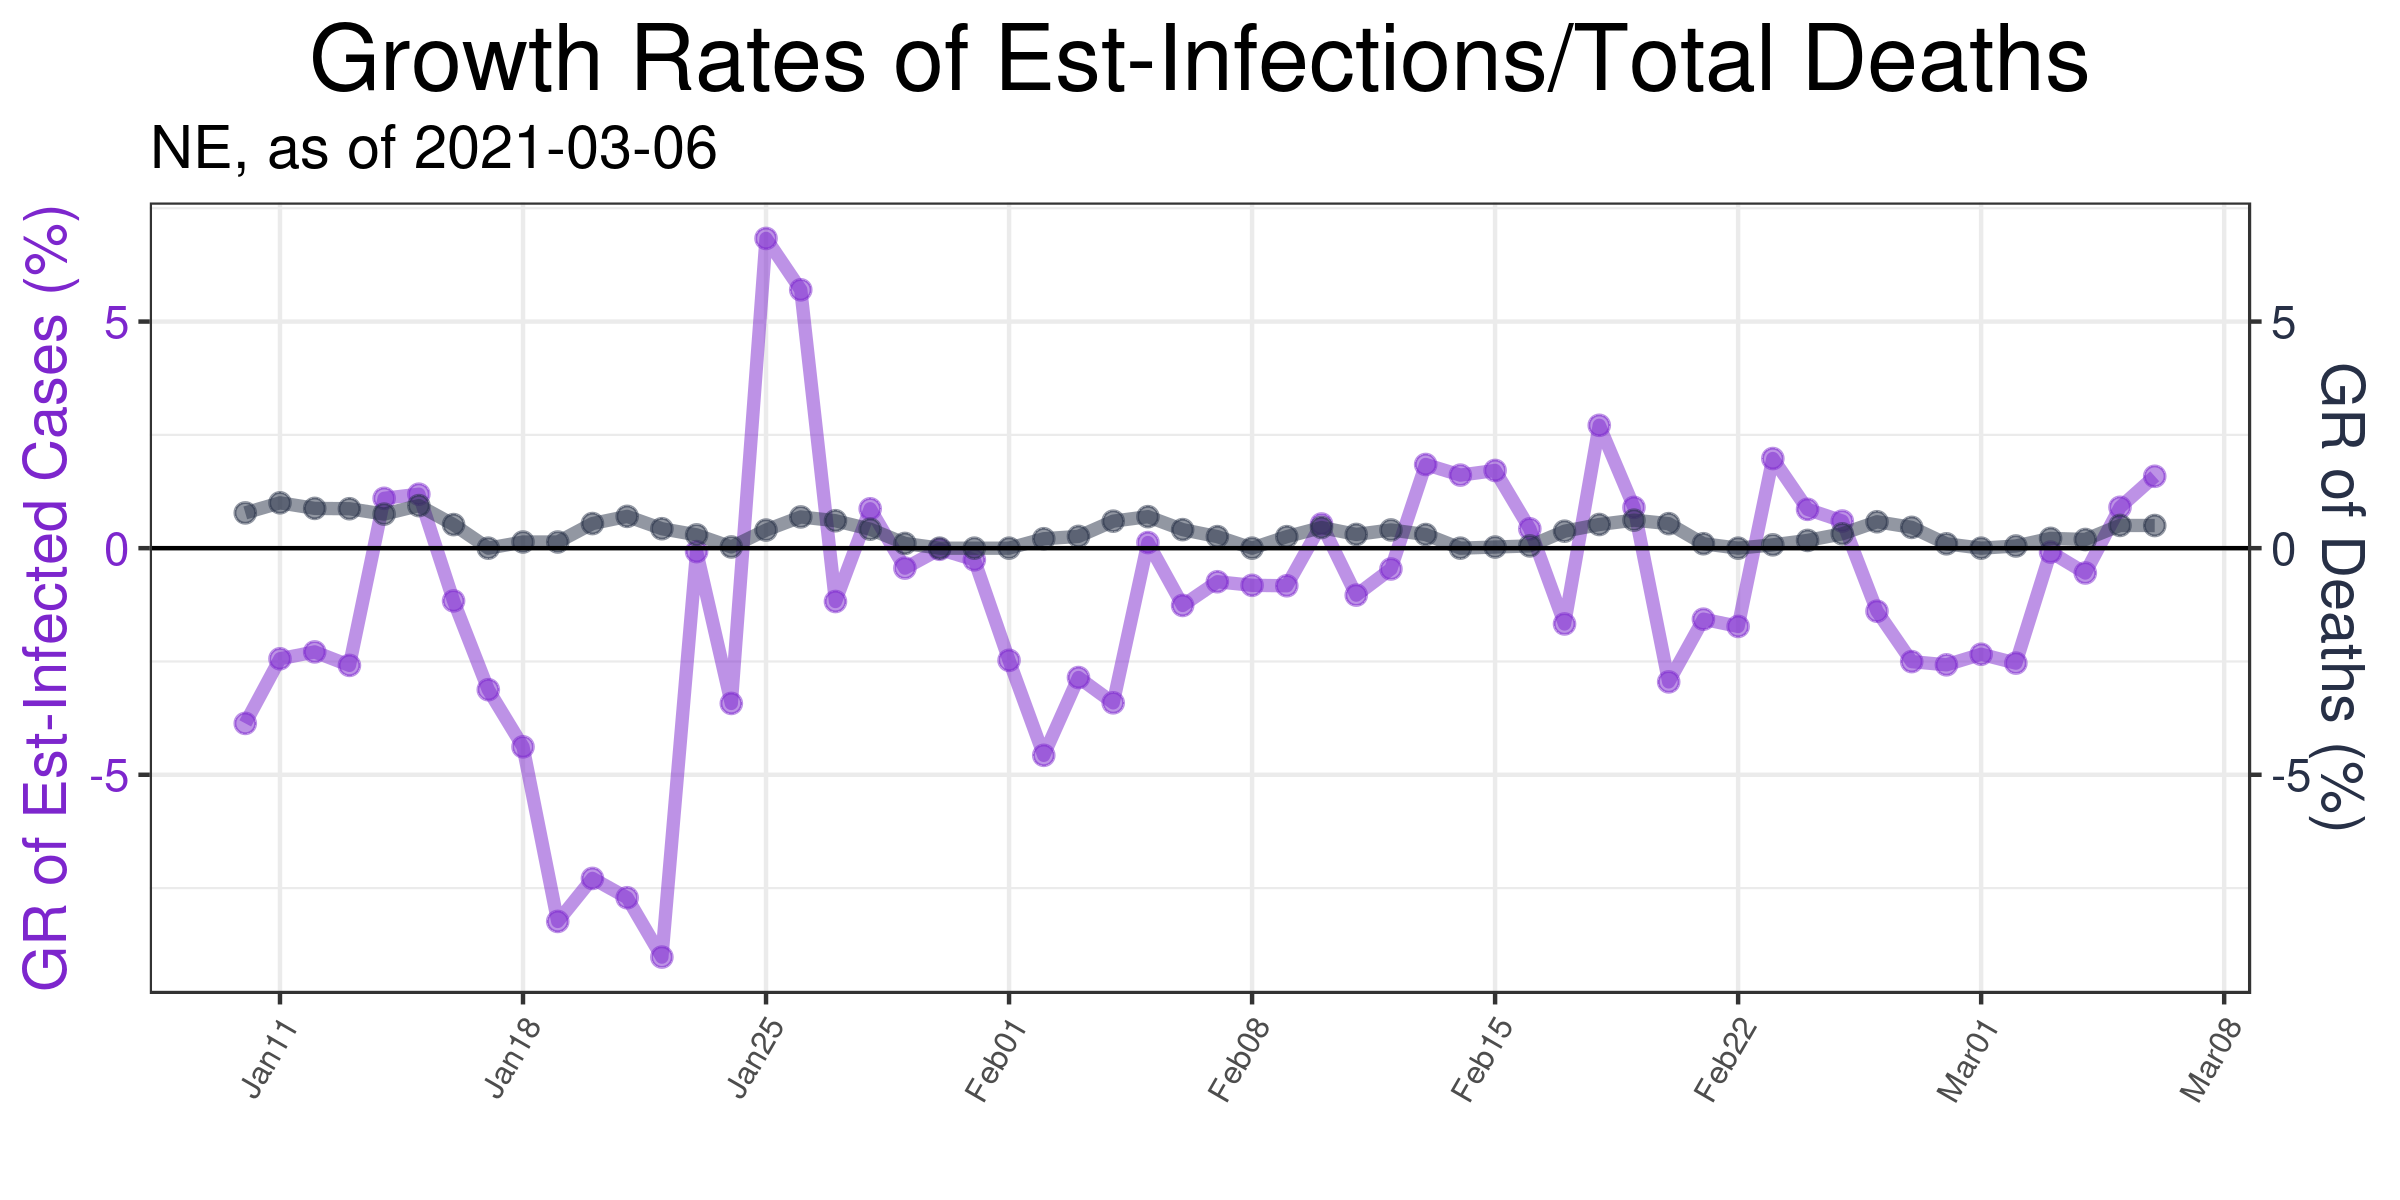 Growth Rates of Est-Infections/Total Deaths
NE, as of 2021-03-06
GR of Est-Infected Cases (%)
5
0
-5
5
0
-5
GR of Deaths (%)
Jan11
Jan18
Jan25
Feb01
Feb08
Feb15
Feb22
Mar01
Mar08